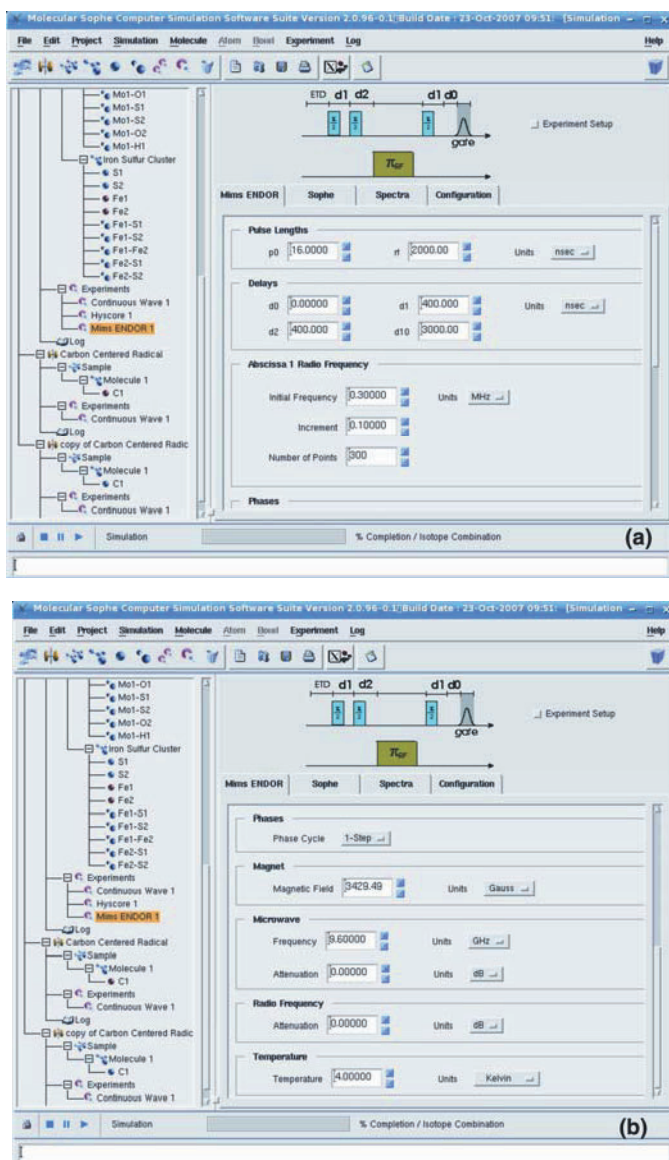 Molecular Sophe Computer Simulation Software Suite Version 2.0.96-0.1 Build Date : 23-Oct-2007 09:51: [Simulation
File Edit Project Simulation Molecule Atom Bond Experiment Log Help
Mo1-O1
Mo1-S1
Mo1-S2
Mo1-O2
Mo1-H1
Iron Sulfur Cluster
S1
S2
Fe1
Fe2
Fe1-S1
Fe1-S2
Fe1-Fe2
Fe2-S1
Fe2-S2
Experiments
Continuous Wave 1
Hyscore 1
Mims ENDOR 1
Log
Carbon Centered Radical
Sample
Molecule 1
C1
Experiments
Continuous Wave 1
Log
copy of Carbon Centered Radic
Sample
Molecule 1
C1
Experiments
Continuous Wave 1
ETD d1 d2 d1 d0
π/2 π/2 π/2
gate
πRF
Experiment Setup
Mims ENDOR Sophe Spectra Configuration
Pulse Lengths
p0 16.0000 rf 2000.00 Units nsec
Delays
d0 0.00000 d1 400.000 Units nsec
d2 400.000 d10 3000.00
Abscissa 1 Radio Frequency
Initial Frequency 0.30000 Units MHz
Increment 0.10000
Number of Points 300
Phases
Simulation % Completion / Isotope Combination
(a)
Molecular Sophe Computer Simulation Software Suite Version 2.0.96-0.1 Build Date : 23-Oct-2007 09:51: [Simulation
File Edit Project Simulation Molecule Atom Bond Experiment Log Help
Mo1-O1
Mo1-S1
Mo1-S2
Mo1-O2
Mo1-H1
Iron Sulfur Cluster
S1
S2
Fe1
Fe2
Fe1-S1
Fe1-S2
Fe1-Fe2
Fe2-S1
Fe2-S2
Experiments
Continuous Wave 1
Hyscore 1
Mims ENDOR 1
Log
Carbon Centered Radical
Sample
Molecule 1
C1
Experiments
Continuous Wave 1
Log
copy of Carbon Centered Radic
Sample
Molecule 1
C1
Experiments
Continuous Wave 1
ETD d1 d2 d1 d0
π/2 π/2 π/2
gate
πRF
Experiment Setup
Mims ENDOR Sophe Spectra Configuration
Phases
Phase Cycle 1-Step
Magnet
Magnetic Field 3429.49 Units Gauss
Microwave
Frequency 9.60000 Units GHz
Attenuation 0.00000 Units dB
Radio Frequency
Attenuation 0.00000 Units dB
Temperature
Temperature 4.00000 Units Kelvin
Simulation % Completion / Isotope Combination
(b)